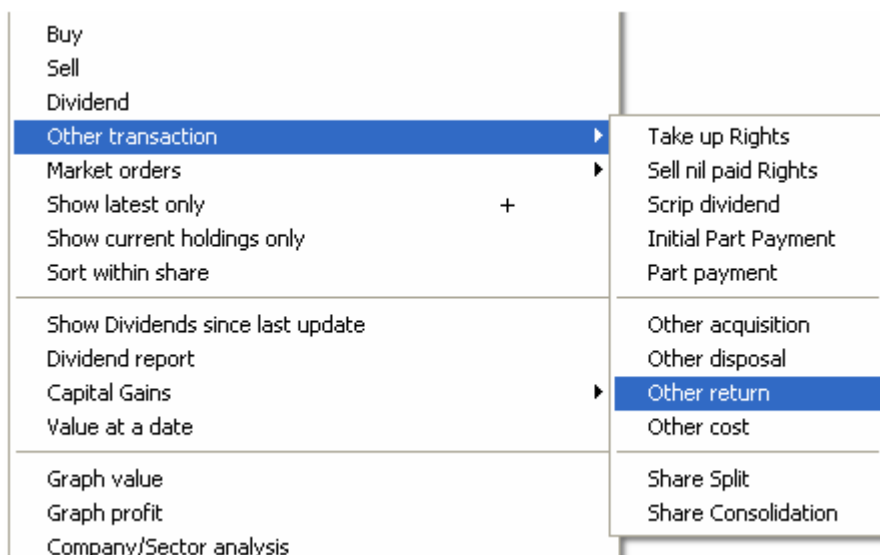 Buy
Sell
Dividend
Other transaction
Market orders
Show latest only +
Show current holdings only
Sort within share
Show Dividends since last update
Dividend report
Capital Gains
Value at a date
Graph value
Graph profit
Company/Sector analysis
Take up Rights
Sell nil paid Rights
Scrip dividend
Initial Part Payment
Part payment
Other acquisition
Other disposal
Other return
Other cost
Share Split
Share Consolidation